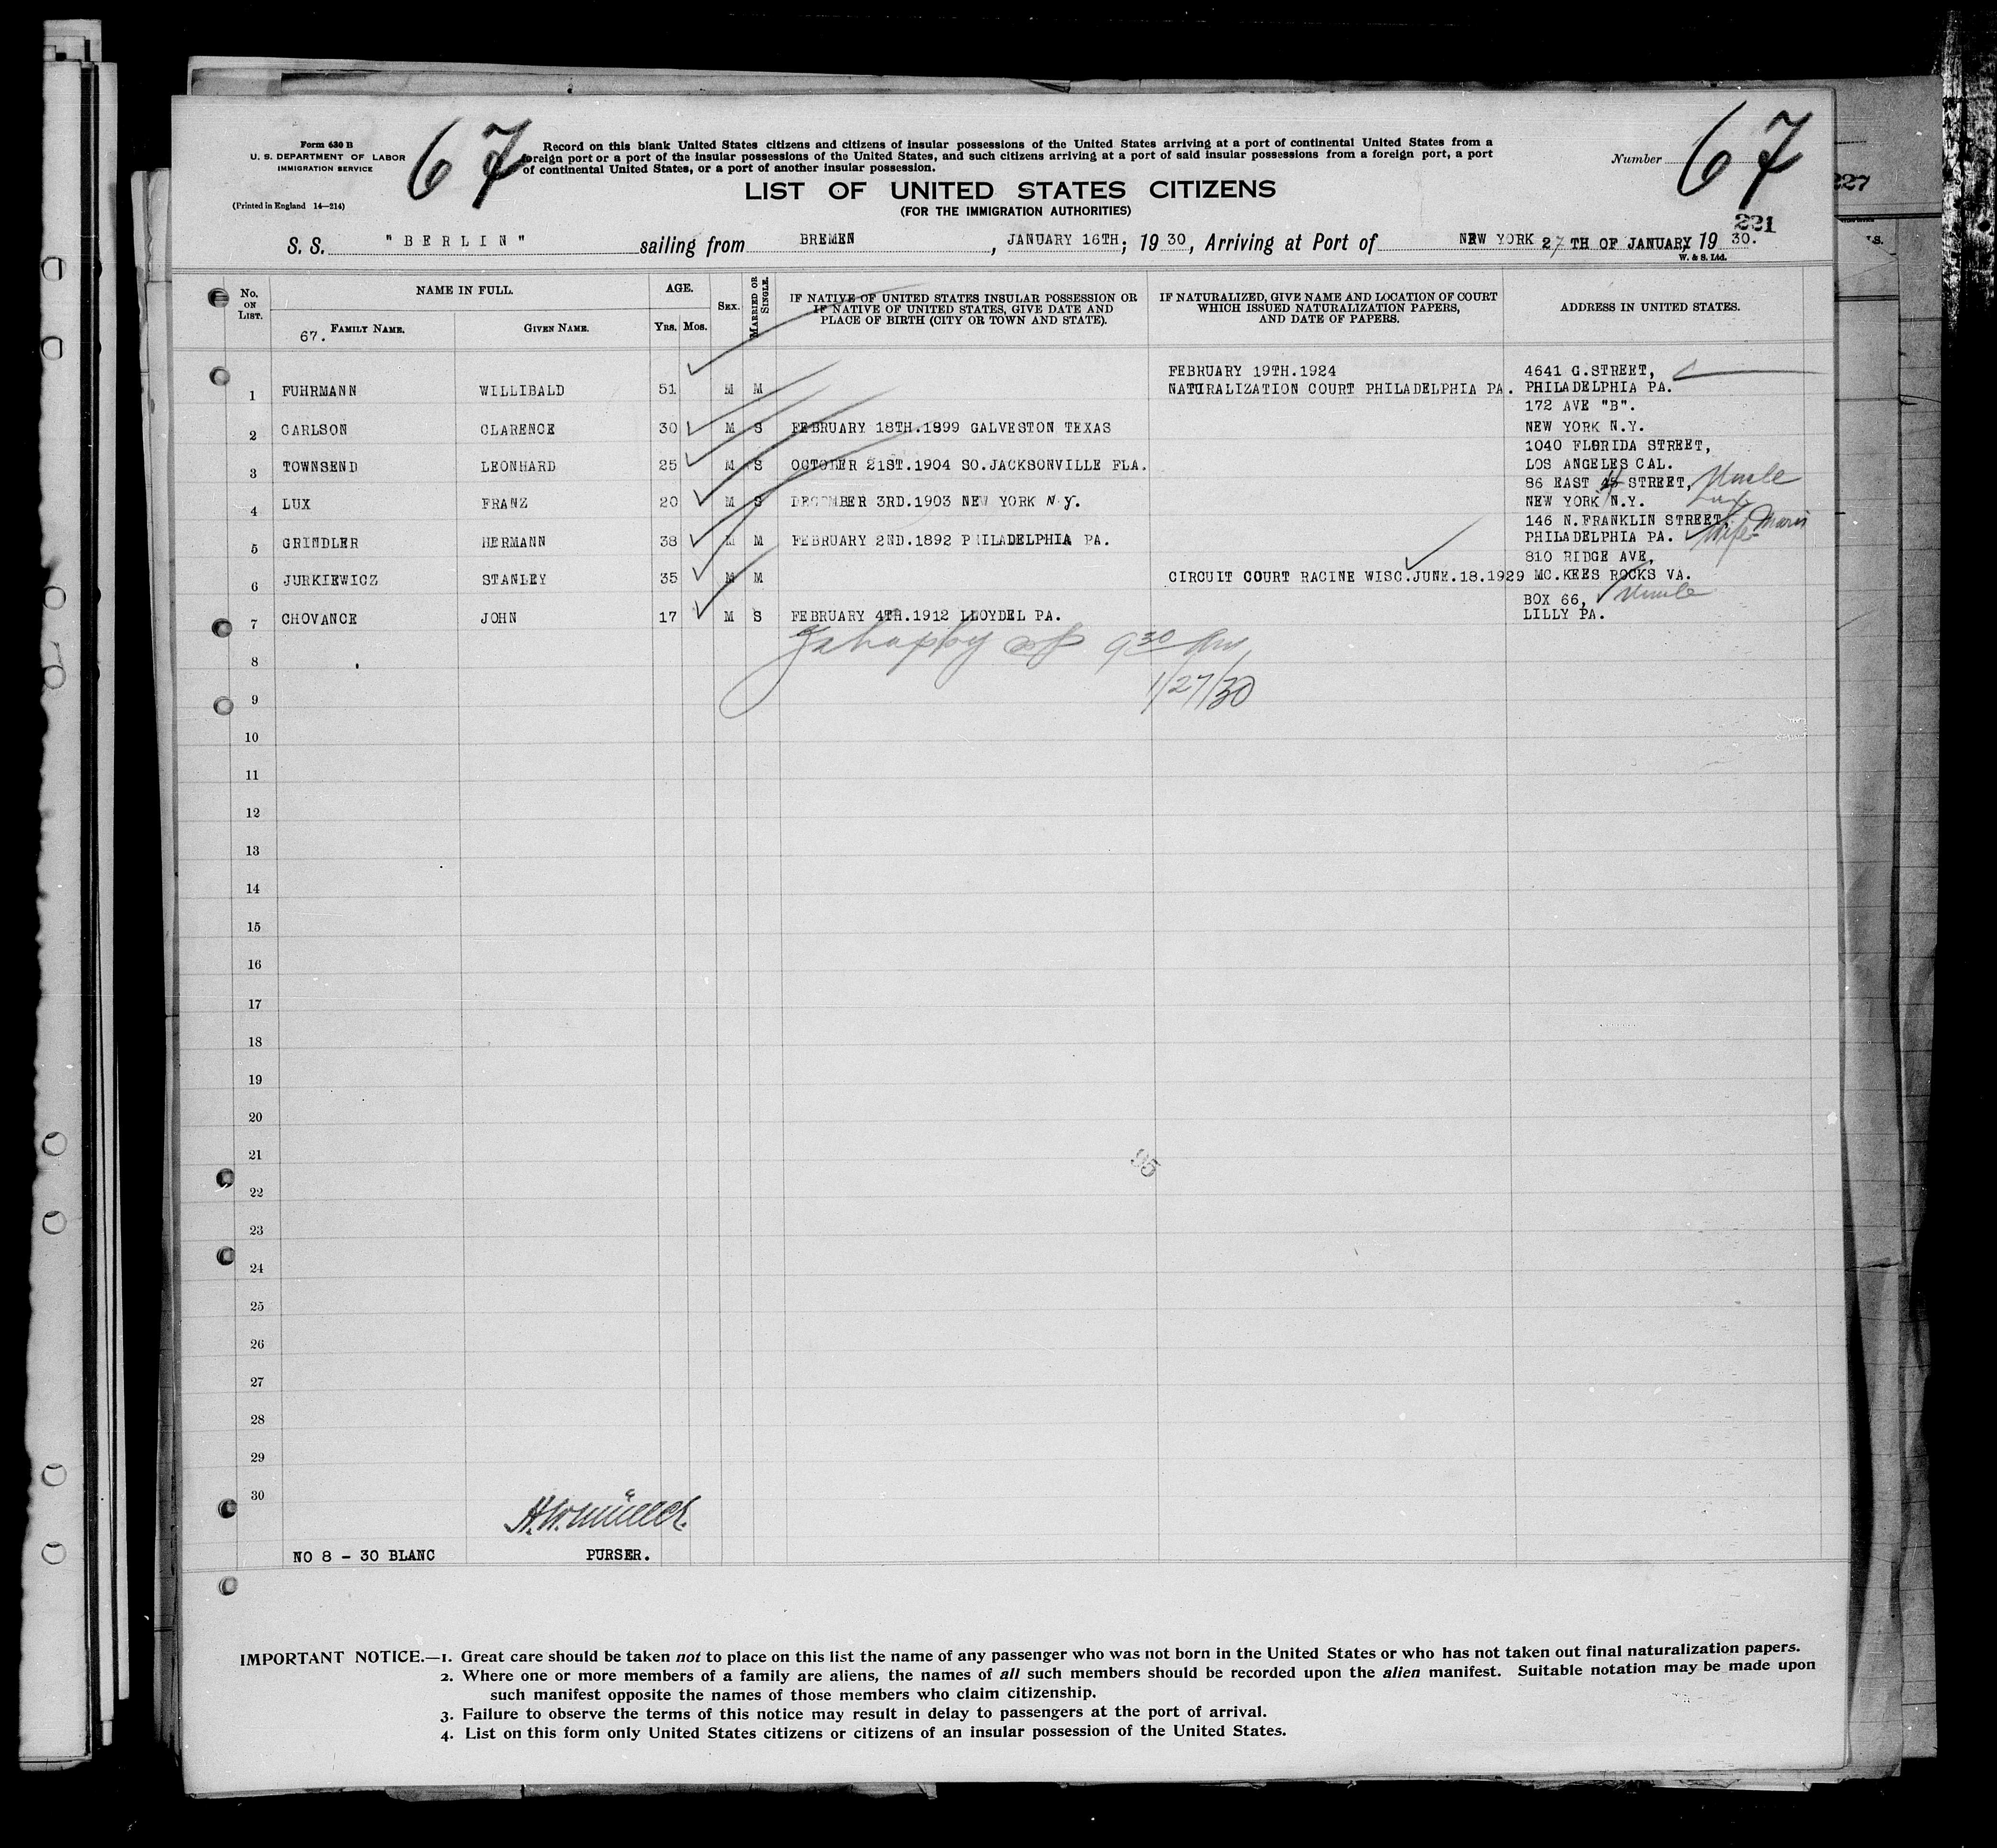 Form 630 B
U. S. DEPARTMENT OF LABOR
IMMIGRATION SERVICE
(Printed in England 14—214)
67
Record on this blank United States citizens and citizens of insular possessions of the United States arriving at a port of continental United States from a
foreign port or a port of the insular possessions of the United States, and such citizens arriving at a port of said insular possessions from a foreign port, a port
of continental United States, or a port of another insular possession.
LIST OF UNITED STATES CITIZENS
(FOR THE IMMIGRATION AUTHORITIES)
Number 67
221
227
S. S. "BERLIN" sailing from BREMEN, JANUARY 16TH; 1930, Arriving at Port of NEW YORK 27TH OF JANUARY 1930.
W. & S. Ltd.
No. ON LIST.
NAME IN FULL.
67. FAMILY NAME.
GIVEN NAME.
AGE.
Yrs. Mos.
SEX.
MARRIED OR SINGLE.
IF NATIVE OF UNITED STATES INSULAR POSSESSION OR
IF NATIVE OF UNITED STATES, GIVE DATE AND
PLACE OF BIRTH (CITY OR TOWN AND STATE).
IF NATURALIZED, GIVE NAME AND LOCATION OF COURT
WHICH ISSUED NATURALIZATION PAPERS,
AND DATE OF PAPERS.
ADDRESS IN UNITED STATES.
FEBRUARY 19TH.1924 4641 G.STREET,
1 FUHRMANN WILLIBALD 51 M M NATURALIZATION COURT PHILADELPHIA PA. PHILADELPHIA PA.
172 AVE "B".
2 CARLSON CLARENCE 30 M S FEBRUARY 18TH.1899 GALVESTON TEXAS NEW YORK N.Y.
1040 FLORIDA STREET,
3 TOWNSEND LEONHARD 25 M S OCTOBER 21ST.1904 SO.JACKSONVILLE FLA. LOS ANGELES CAL.
86 EAST STREET, Uncle
4 LUX FRANZ 20 M S DECEMBER 3RD.1903 NEW YORK N.Y. NEW YORK N.Y. Lux
146 N.FRANKLIN STREET, Marie
5 GRINDLER HERMANN 38 M M FEBRUARY 2ND.1892 PHILADELPHIA PA. PHILADELPHIA PA. Wife
810 RIDGE AVE,
6 JURKIEWICZ STANLEY 35 M M CIRCUIT COURT RACINE WISC.JUNE.18.1929 MC.KEES ROCKS VA.
BOX 66, Uncle
7 CHOVANCE JOHN 17 M S FEBRUARY 4TH.1912 LLOYDEL PA. LILLY PA.
9 30 Am
1/27/30
8
9
10
11
12
13
14
15
16
17
18
19
20
21
95
22
23
24
25
26
27
28
29
30
H.W.Müller.
NO 8 - 30 BLANC PURSER.
IMPORTANT NOTICE.—1. Great care should be taken not to place on this list the name of any passenger who was not born in the United States or who has not taken out final naturalization papers.
2. Where one or more members of a family are aliens, the names of all such members should be recorded upon the alien manifest. Suitable notation may be made upon
such manifest opposite the names of those members who claim citizenship.
3. Failure to observe the terms of this notice may result in delay to passengers at the port of arrival.
4. List on this form only United States citizens or citizens of an insular possession of the United States.